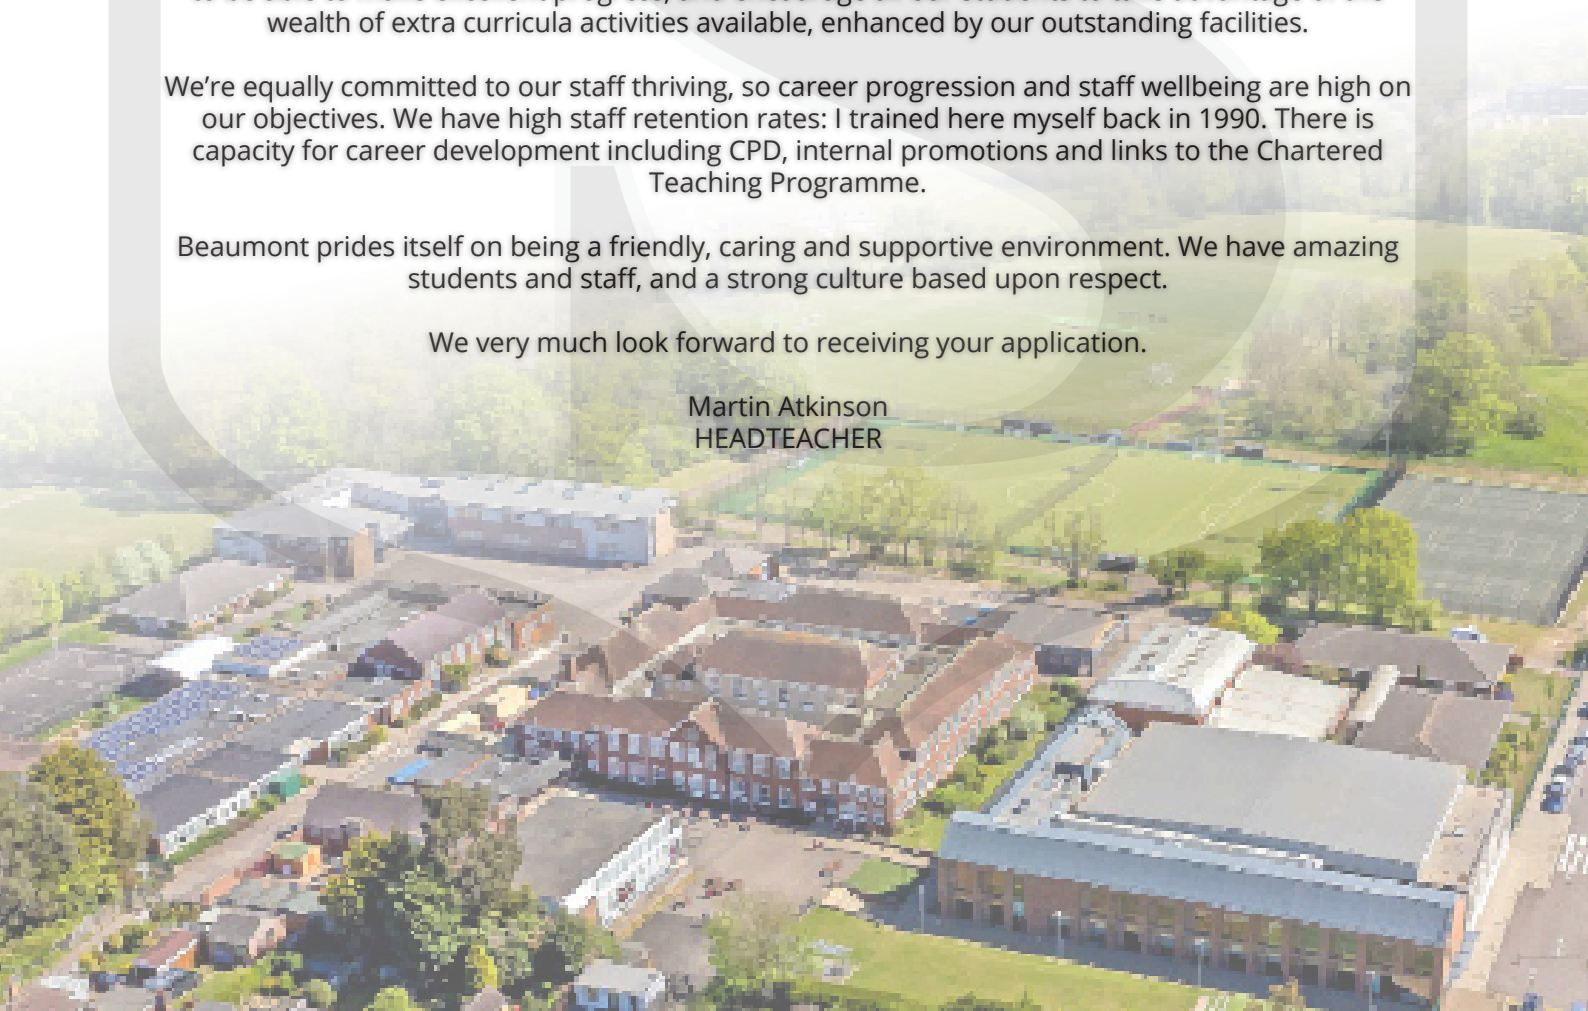 wealth of extra curricula activities available, enhanced by our outstanding facilities.
We’re equally committed to our staff thriving, so career progression and staff wellbeing are high on
our objectives. We have high staff retention rates: I trained here myself back in 1990. There is
capacity for career development including CPD, internal promotions and links to the Chartered
Teaching Programme.
Beaumont prides itself on being a friendly, caring and supportive environment. We have amazing
students and staff, and a strong culture based upon respect.
We very much look forward to receiving your application.
Martin Atkinson
HEADTEACHER